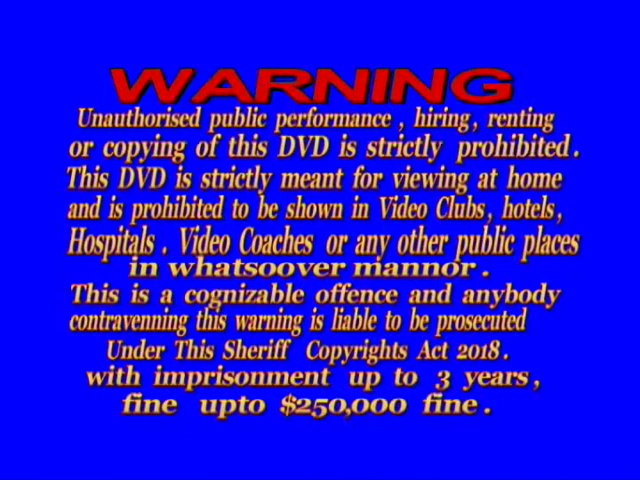 WARNING
Unauthorised public performance , hiring , renting
or copying of this DVD is strictly prohibited .
This DVD is strictly meant for viewing at home
and is prohibited to be shown in Video Clubs , hotels ,
Hospitals . Video Coaches or any other public places
in whatsoover mannor .
This is a cognizable offence and anybody
contravenning this warning is liable to be prosecuted
Under This Sheriff Copyrights Act 2018 .
with imprisonment up to 3 years ,
fine upto $250,000 fine .